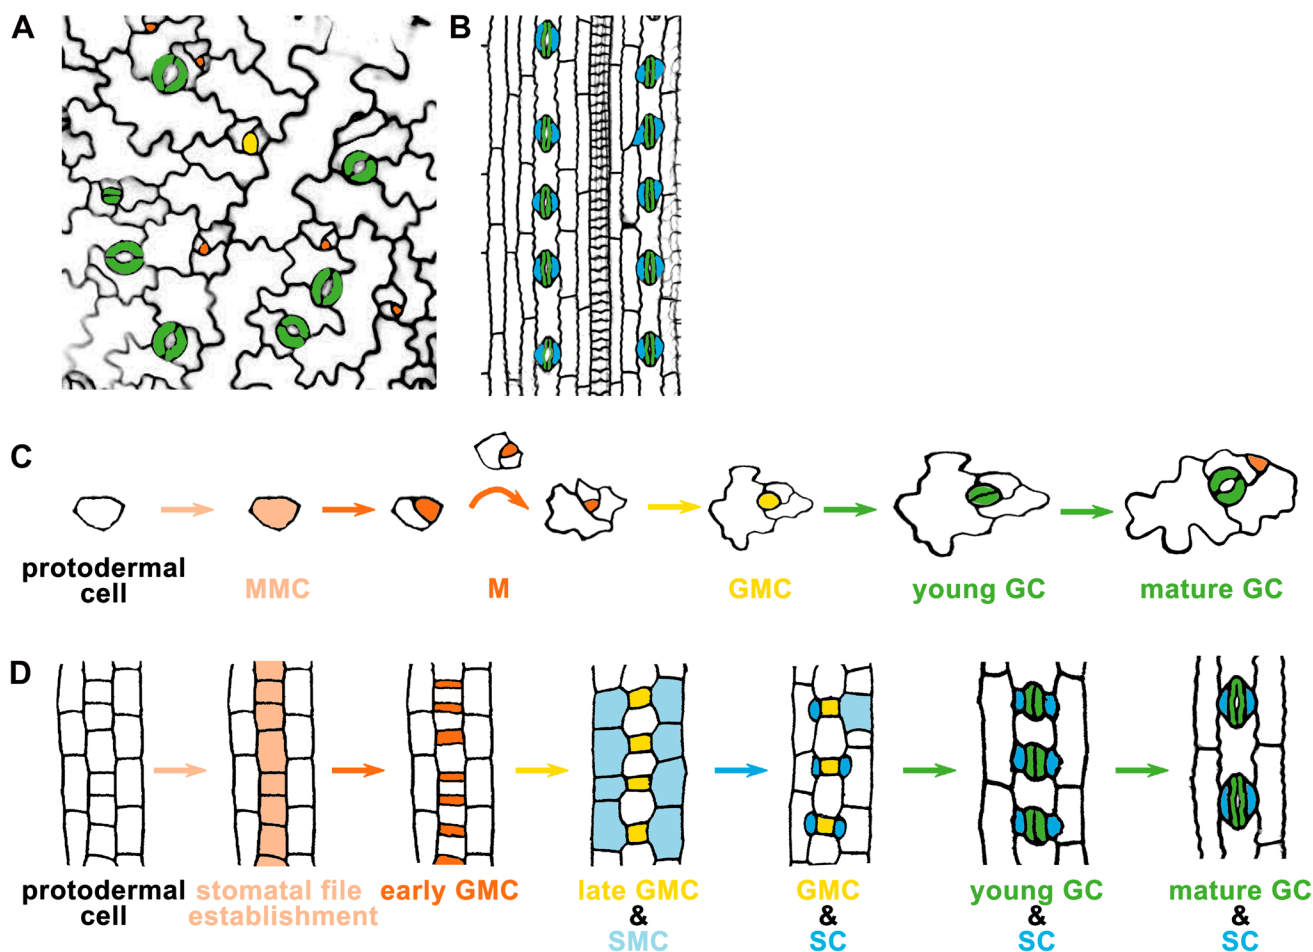 A
B
C
protodermal
cell
MMC
M
GMC
young GC
mature GC
D
protodermal
cell
stomatal file
establishment
early GMC
late GMC
&
SMC
GMC
&
SC
young GC
&
SC
mature GC
&
SC